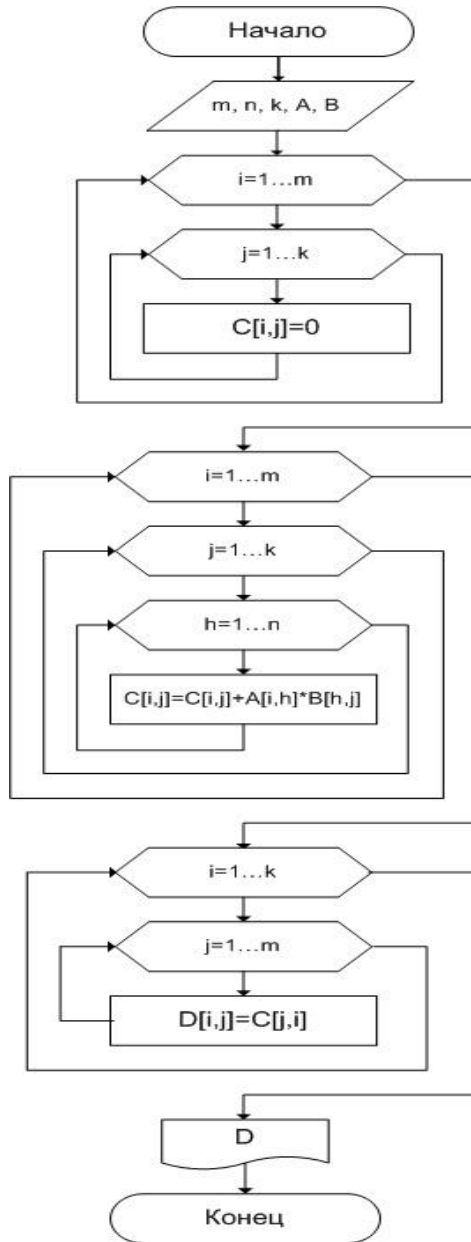 Начало
m, n, k, A, B
i=1...m
j=1...k
C[i,j]=0
i=1...m
j=1...k
h=1...n
C[i,j]=C[i,j]+A[i,h]*B[h,j]
i=1...k
j=1...m
D[i,j]=C[j,i]
D
Конец